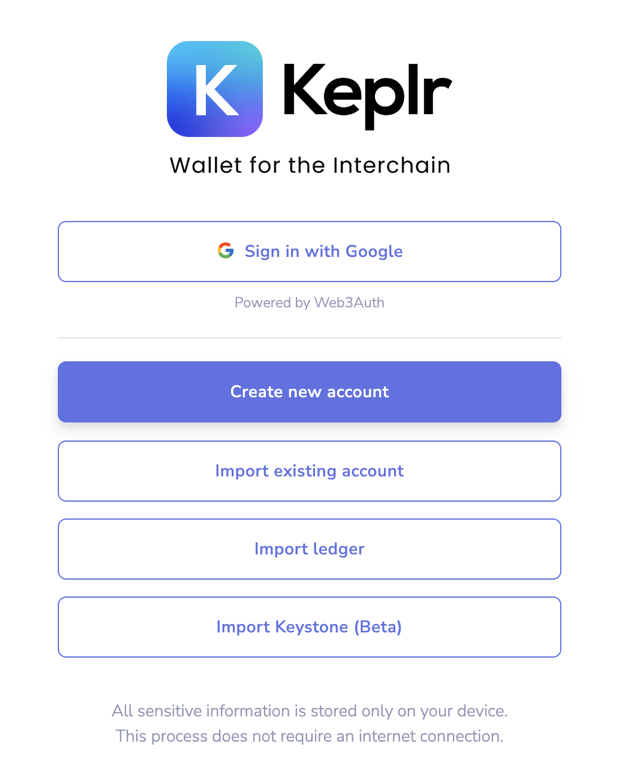 K Keplr
Wallet for the Interchain
Sign in with Google
Powered by Web3Auth
Create new account
Import existing account
Import ledger
Import Keystone (Beta)
All sensitive information is stored only on your device.
This process does not require an internet connection.